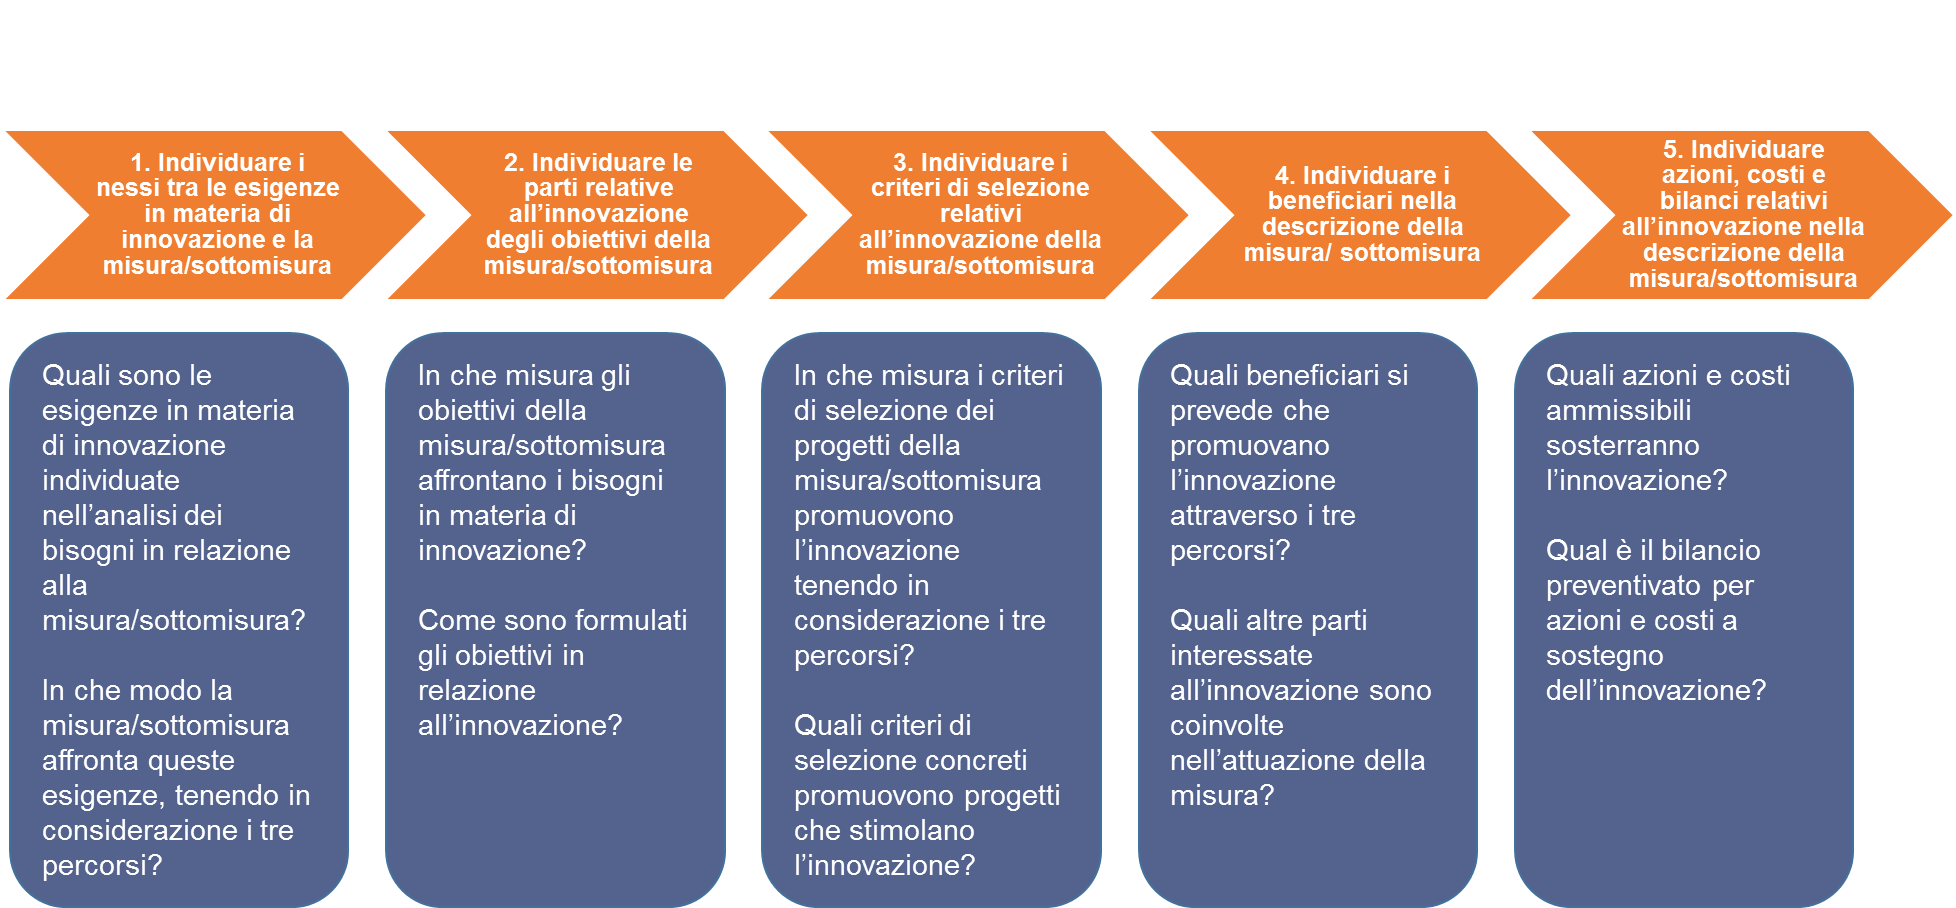 1. Individuare i
nessi tra le esigenze
in materia di
innovazione e la
misura/sottomisura
2. Individuare le
parti relative
all’innovazione
degli obiettivi della
misura/sottomisura
3. Individuare i
criteri di selezione
relativi
all’innovazione della
misura/sottomisura
4. Individuare i
beneficiari nella
descrizione della
misura/ sottomisura
5. Individuare
azioni, costi e
bilanci relativi
all’innovazione nella
descrizione della
misura/sottomisura
Quali sono le
esigenze in materia
di innovazione
individuate
nell’analisi dei
bisogni in relazione
alla
misura/sottomisura?
In che modo la
misura/sottomisura
affronta queste
esigenze, tenendo in
considerazione i tre
percorsi?
In che misura gli
obiettivi della
misura/sottomisura
affrontano i bisogni
in materia di
innovazione?
Come sono formulati
gli obiettivi in
relazione
all’innovazione?
In che misura i criteri
di selezione dei
progetti della
misura/sottomisura
promuovono
l’innovazione
tenendo in
considerazione i tre
percorsi?
Quali criteri di
selezione concreti
promuovono progetti
che stimolano
l’innovazione?
Quali beneficiari si
prevede che
promuovano
l’innovazione
attraverso i tre
percorsi?
Quali altre parti
interessate
all’innovazione sono
coinvolte
nell’attuazione della
misura?
Quali azioni e costi
ammissibili
sosterranno
l’innovazione?
Qual è il bilancio
preventivato per
azioni e costi a
sostegno
dell’innovazione?